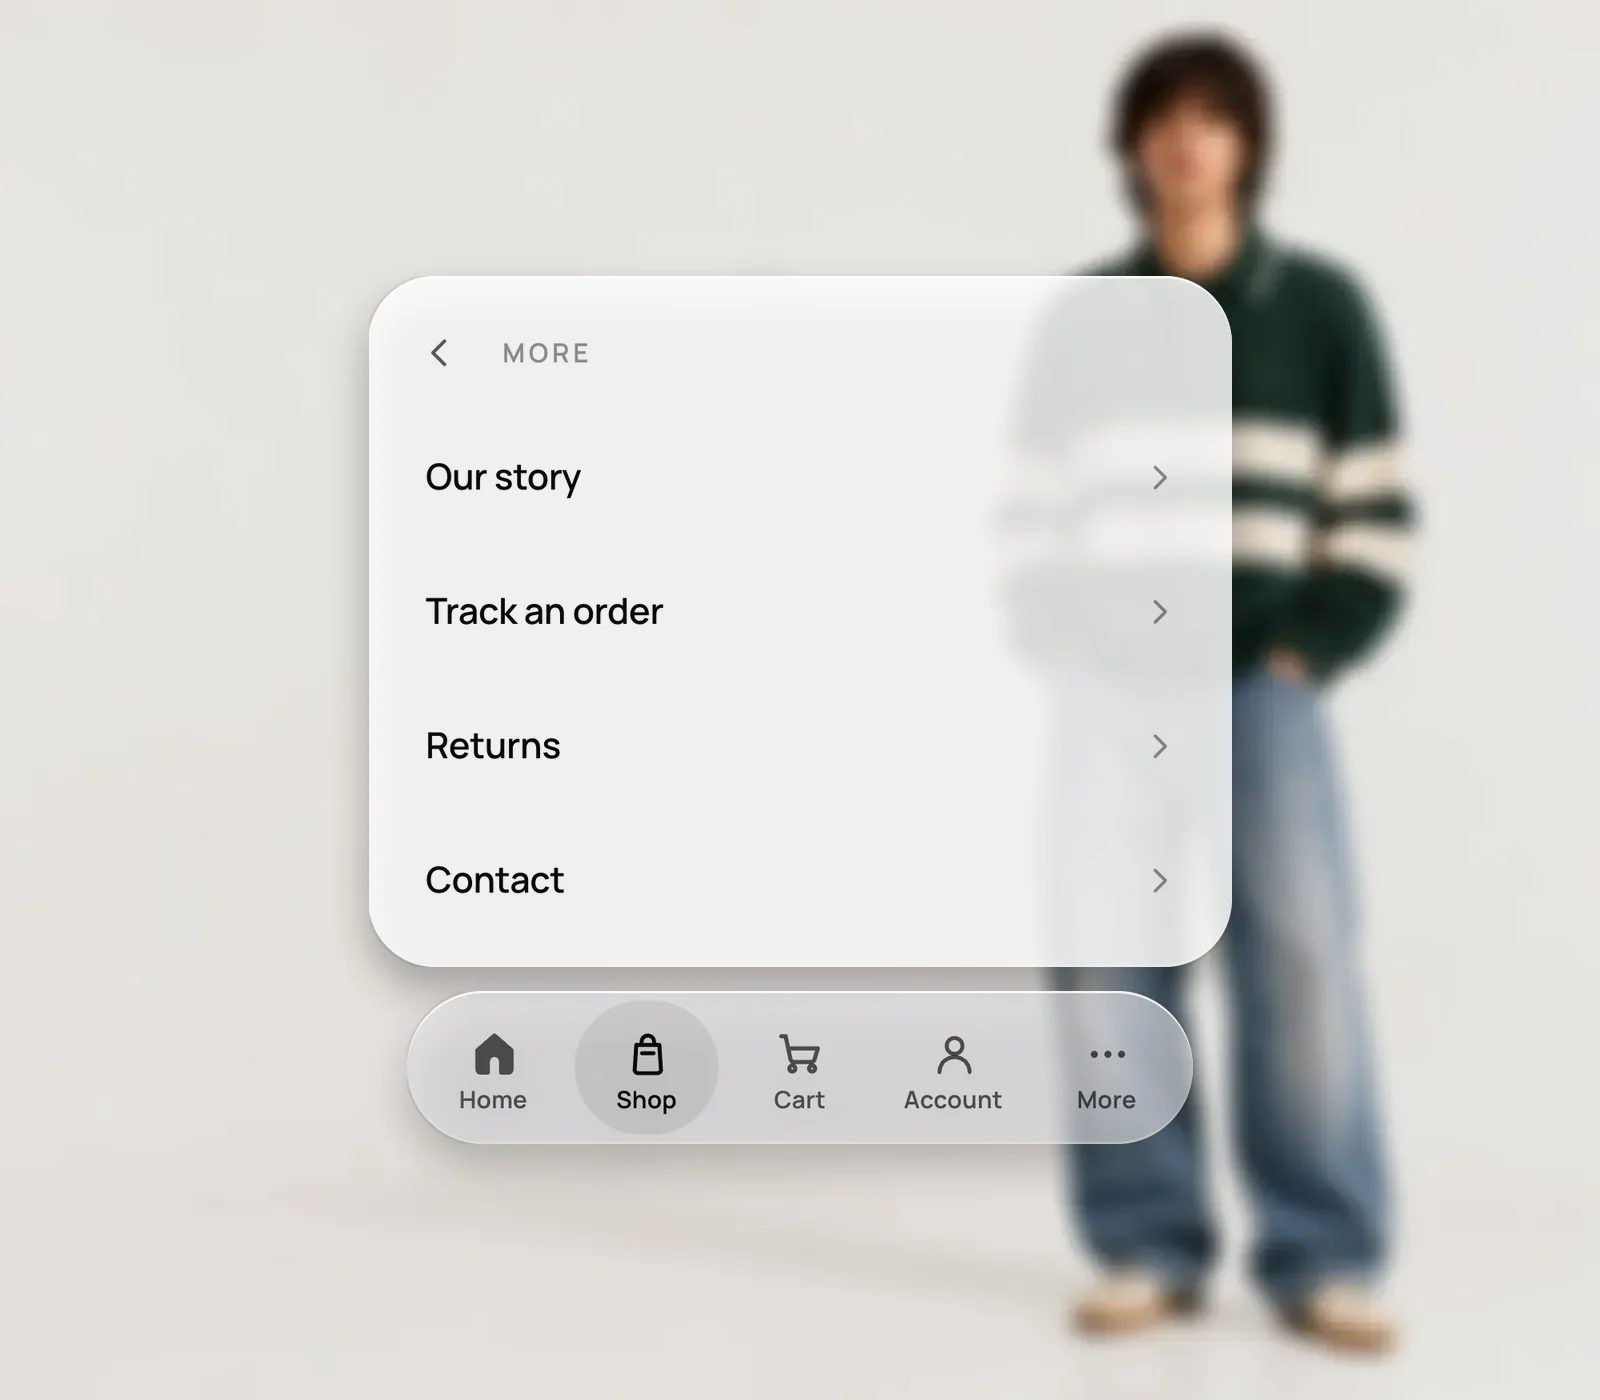 MORE
Our story
Track an order
Returns
Contact
Home
Shop
Cart
Account
More